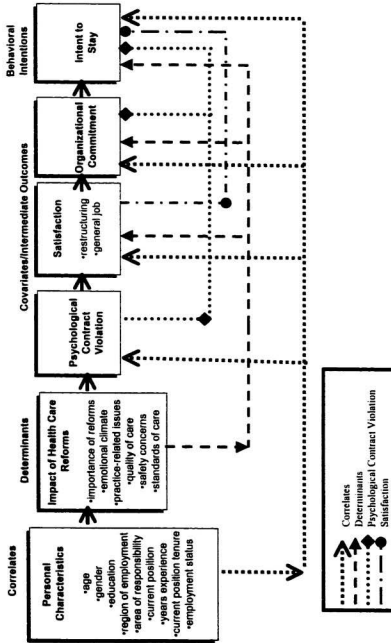 Correlates
Personal
Characteristics
•age
•gender
•education
•region of employment
•area of responsibility
•current position
•years experience
•current position tenure
•employment status
Determinants
Impact of Health Care
Reforms
•importance of reforms
•emotional climate
•practice-related issues
•quality of care
•safety concerns
•standards of care
Covariates/Intermediate Outcomes
Psychological
Contract
Violation
Satisfaction
•restructuring
•general job
Organizational
Commitment
Behavioral
Intentions
Intent to
Stay
Correlates
Determinants
Psychological Contract Violation
Satisfaction